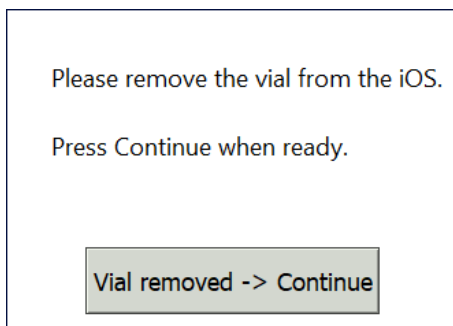 Please remove the vial from the iOS.
Press Continue when ready.
Vial removed -> Continue